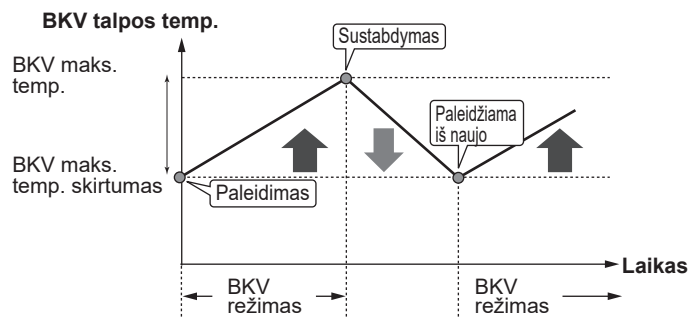 BKV talpos temp.
Sustabdymas
BKV maks.
temp.
Paleidžiama
iš naujo
BKV maks.
temp. skirtumas
Paleidimas
Laikas
BKV
režimas
BKV
režimas